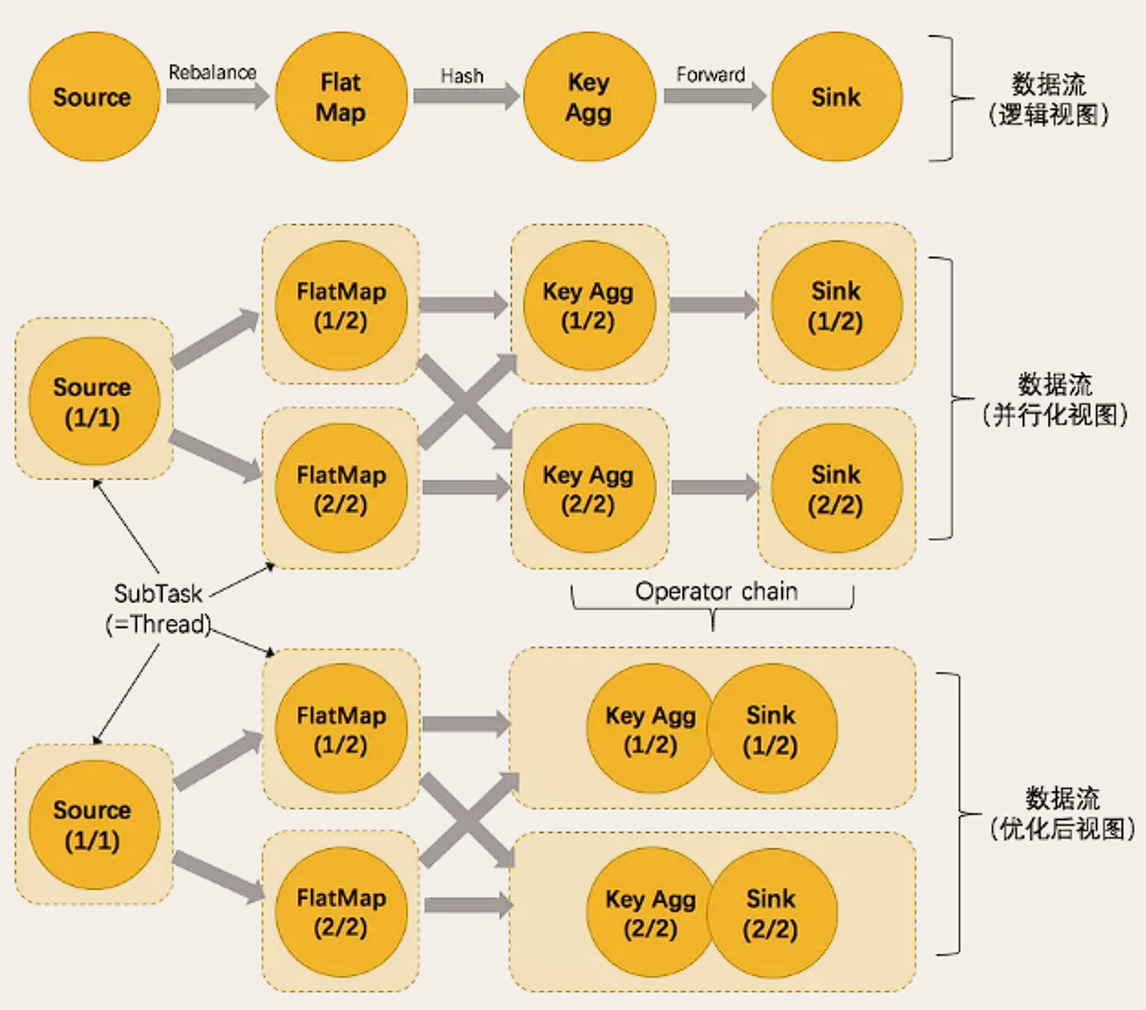 Source
Rebalance
Flat
Map
Hash
Key
Agg
Forward
Sink
数据流
(逻辑视图)
Source
(1/1)
FlatMap
(1/2)
Key Agg
(1/2)
Sink
(1/2)
FlatMap
(2/2)
Key Agg
(2/2)
Sink
(2/2)
数据流
(并行化视图)
SubTask
(=Thread)
Operator chain
Source
(1/1)
FlatMap
(1/2)
Key Agg
(1/2)
Sink
(1/2)
FlatMap
(2/2)
Key Agg
(2/2)
Sink
(2/2)
数据流
(优化后视图)